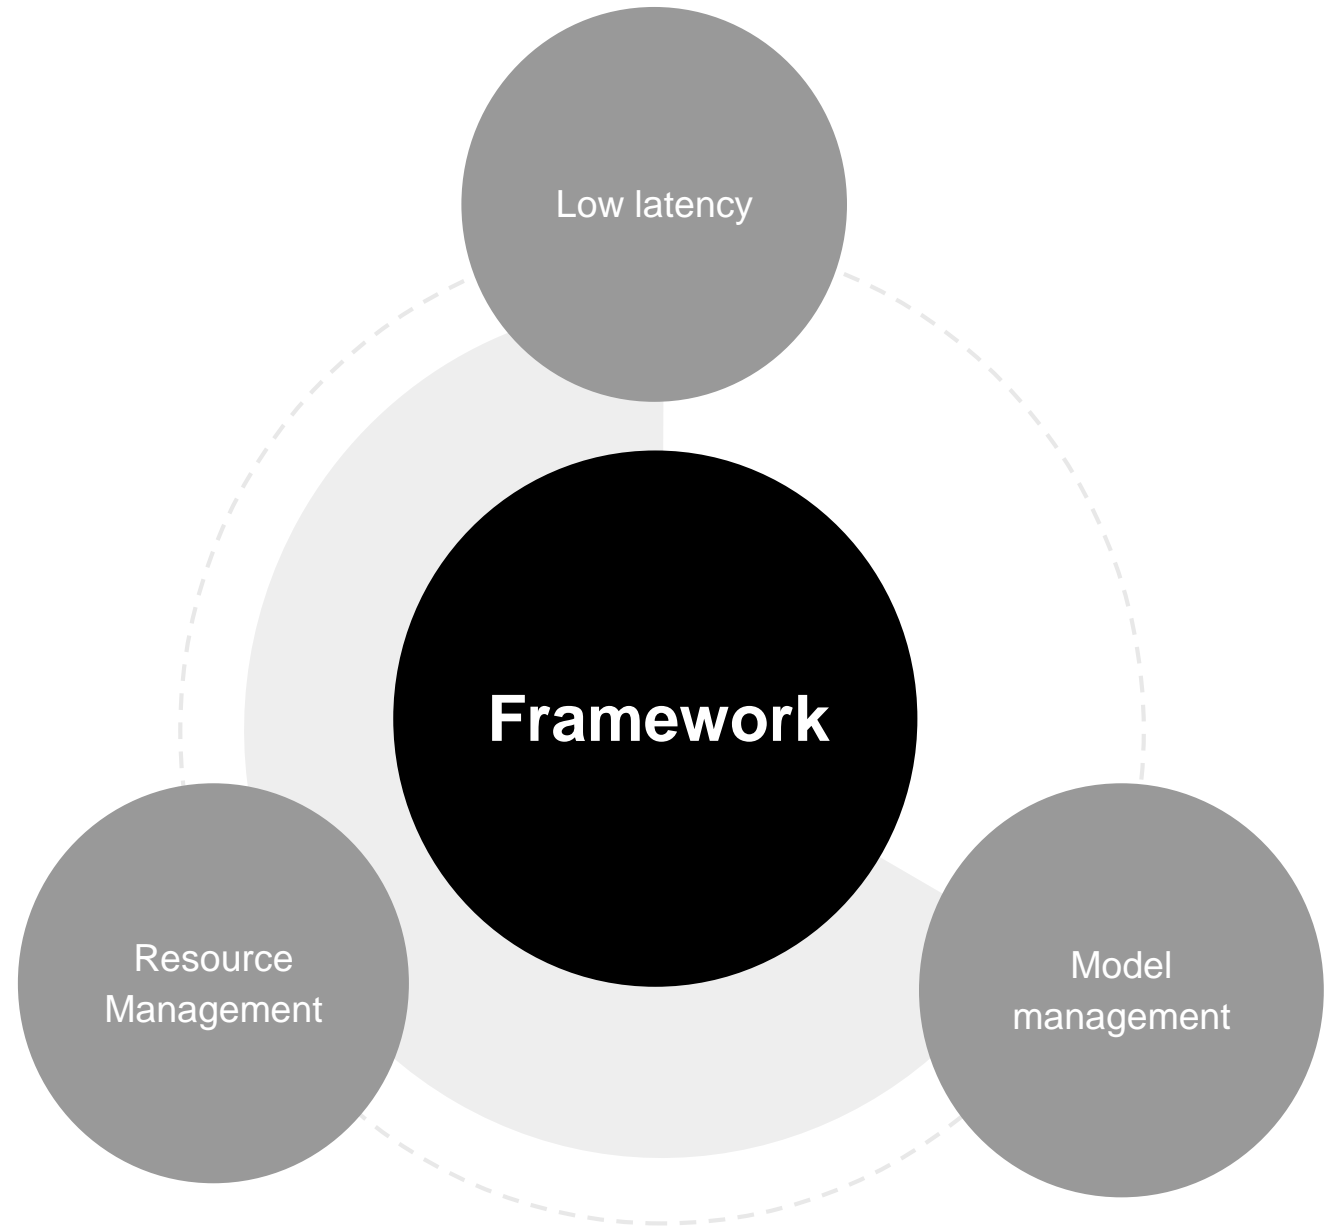 Low latency
Framework
Resource
Management
Model
management